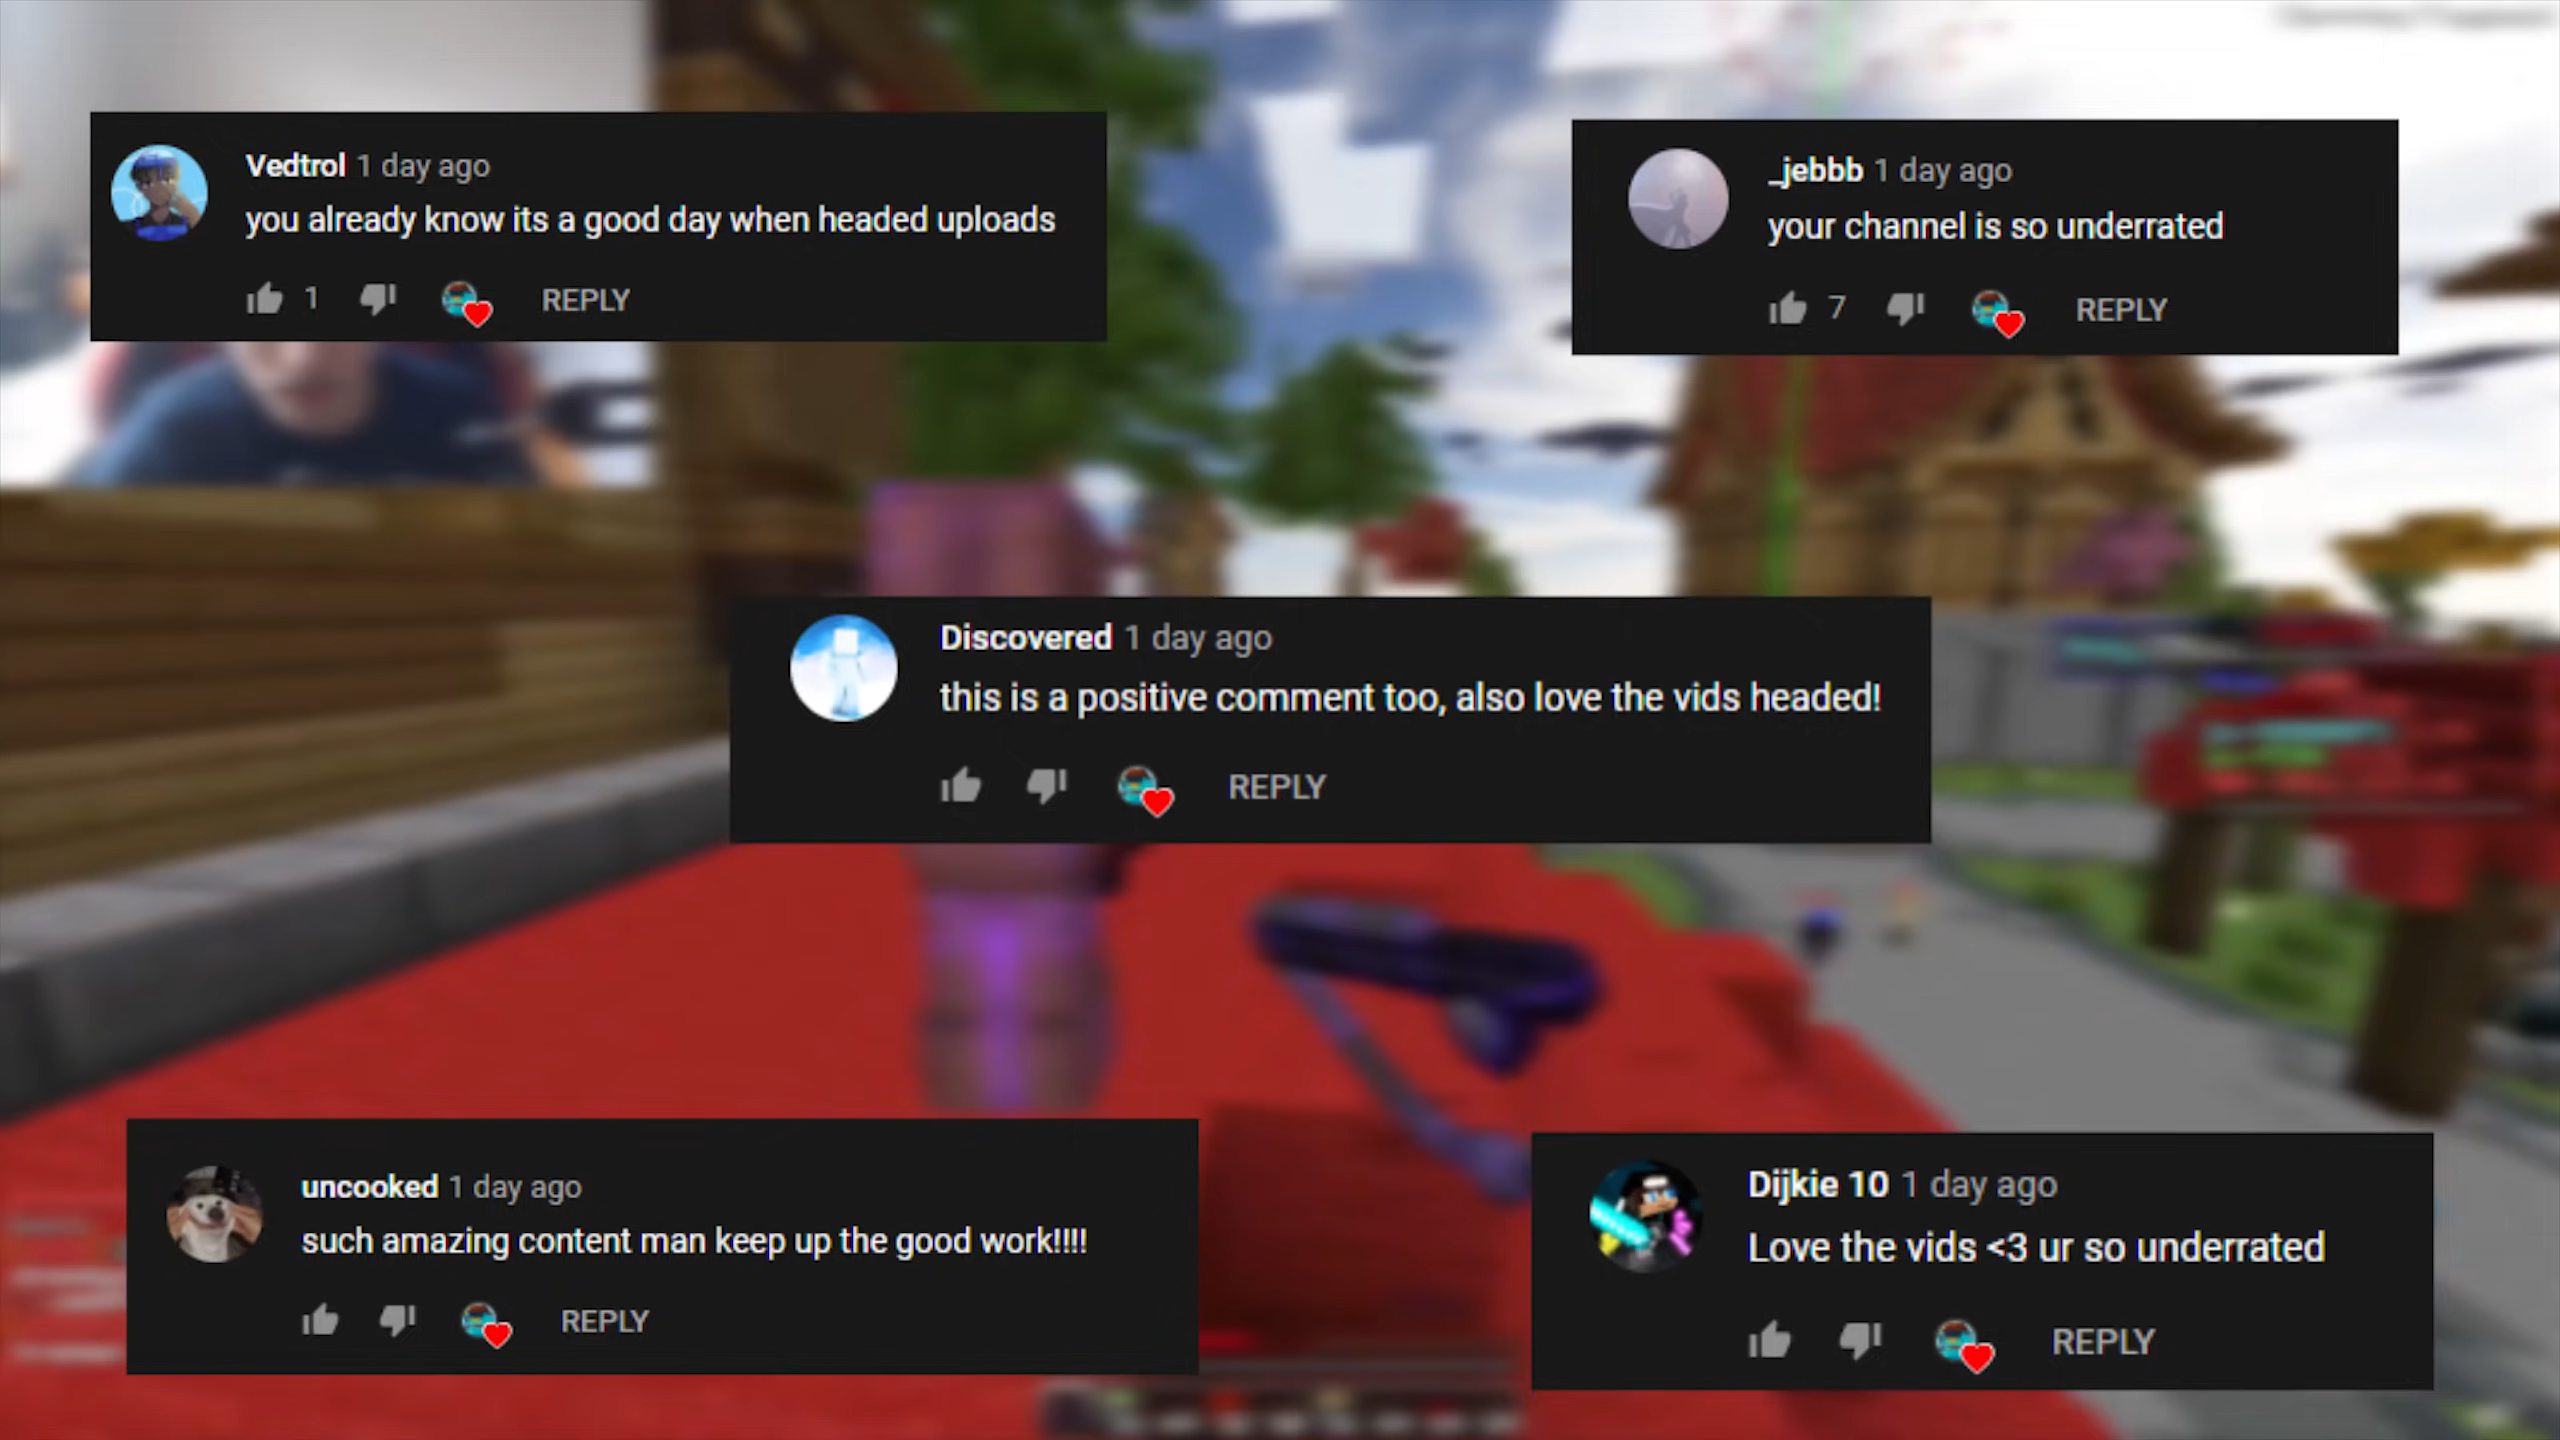 Vedtrol 1 day ago
you already know its a good day when headed uploads
1 REPLY
_jebbb 1 day ago
your channel is so underrated
7 REPLY
Discovered 1 day ago
this is a positive comment too, also love the vids headed!
REPLY
uncooked 1 day ago
such amazing content man keep up the good work!!!!
REPLY
Dijkie 10 1 day ago
Love the vids <3 ur so underrated
REPLY